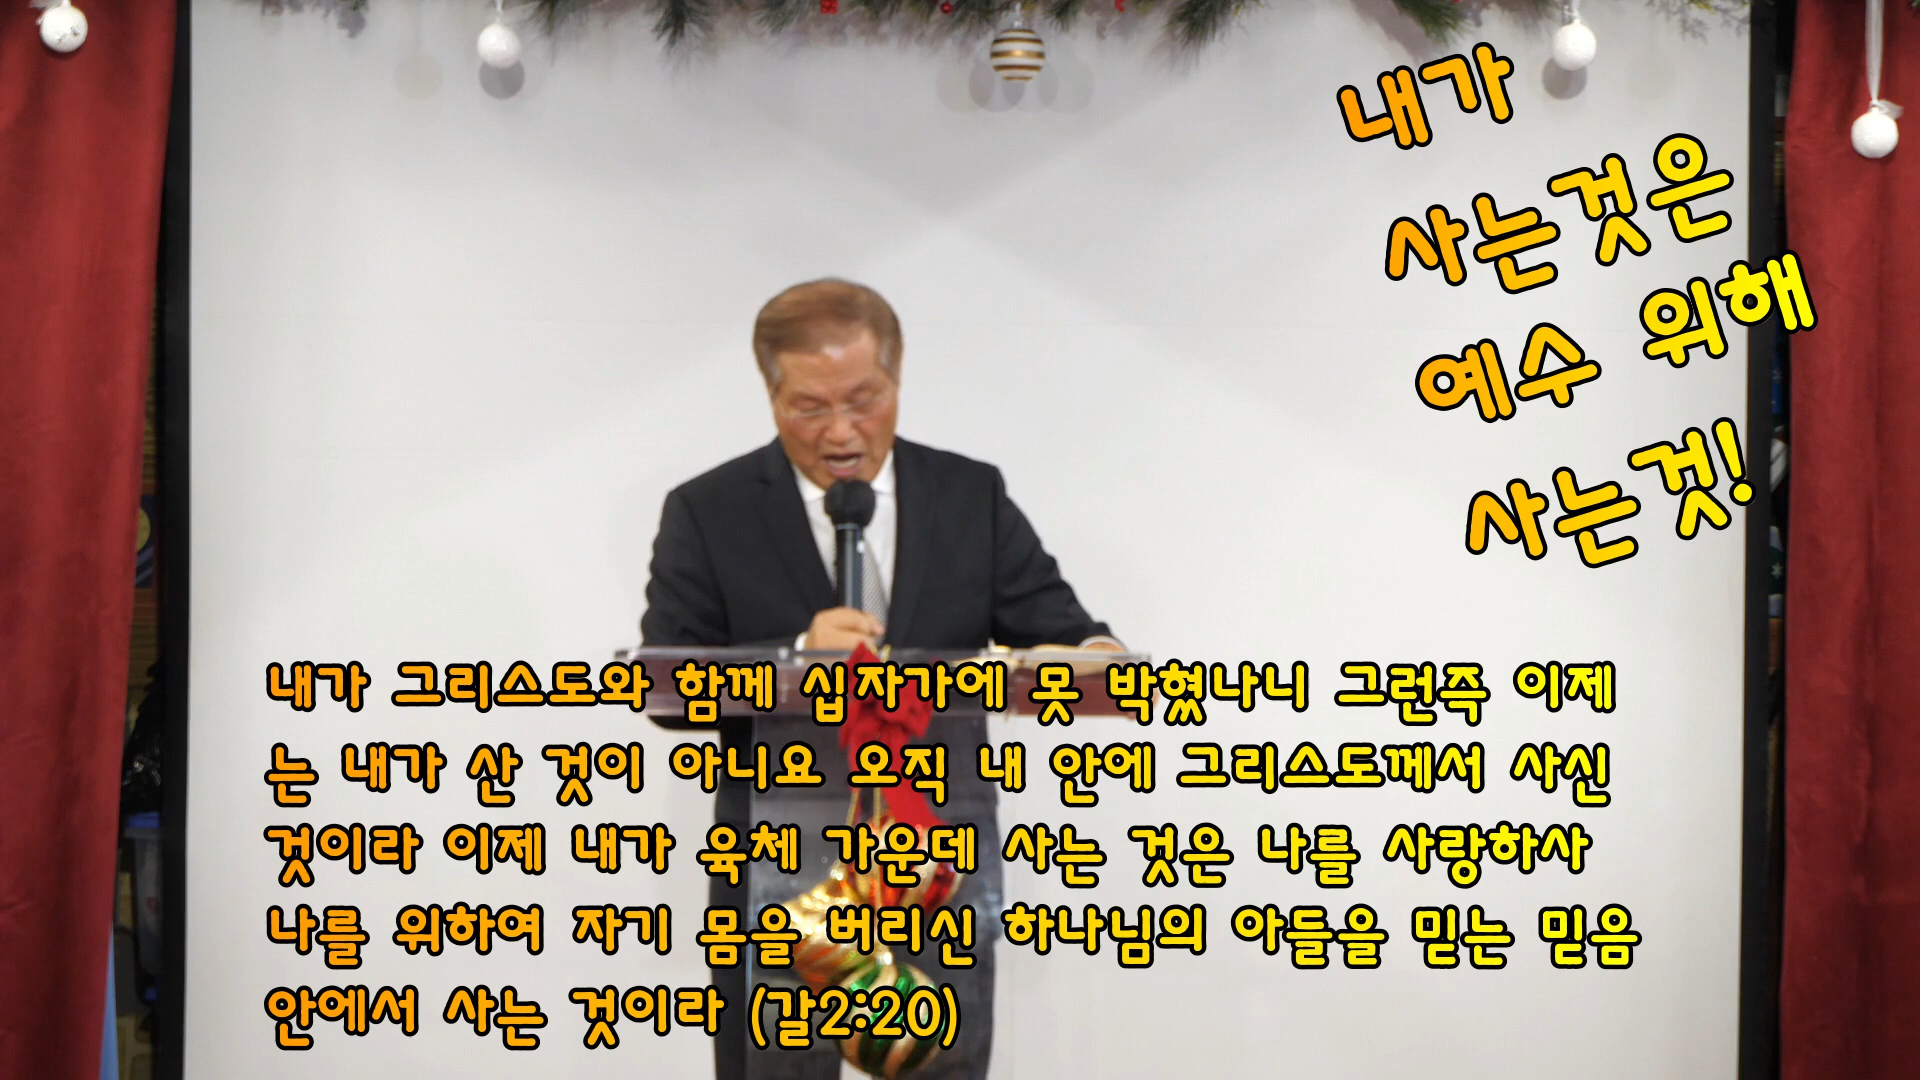 내가
사는것은
예수 위해
사는것!
내가 그리스도와 함께 십자가에 못 박혔나니 그런즉 이제
는 내가 산 것이 아니요 오직 내 안에 그리스도께서 사신
것이라 이제 내가 육체 가운데 사는 것은 나를 사랑하사
나를 위하여 자기 몸을 버리신 하나님의 아들을 믿는 믿음
안에서 사는 것이라 (갈2:20)